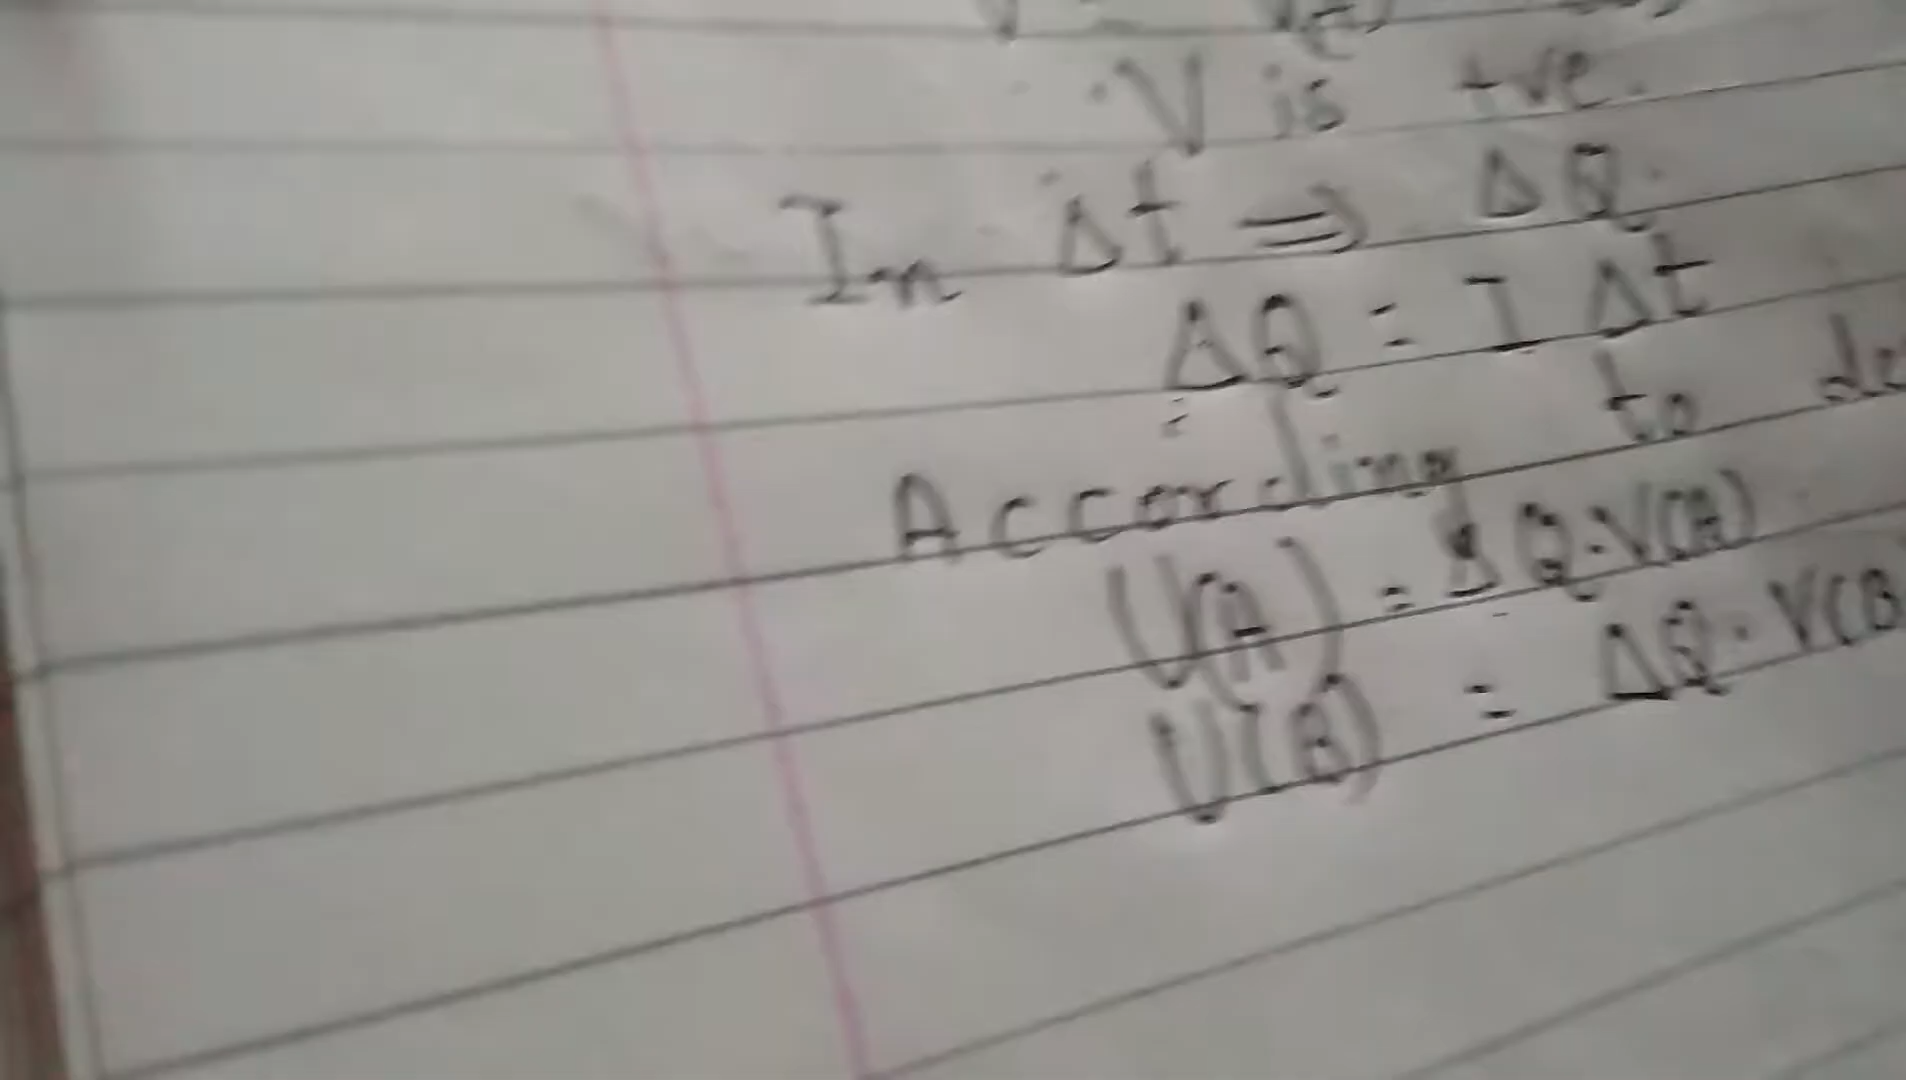 V is +ve.
In Δt ⇒ ΔQ.
ΔQ = I Δt
According to
U(A) = ΔQ·V(A)
U(B) = ΔQ·V(B